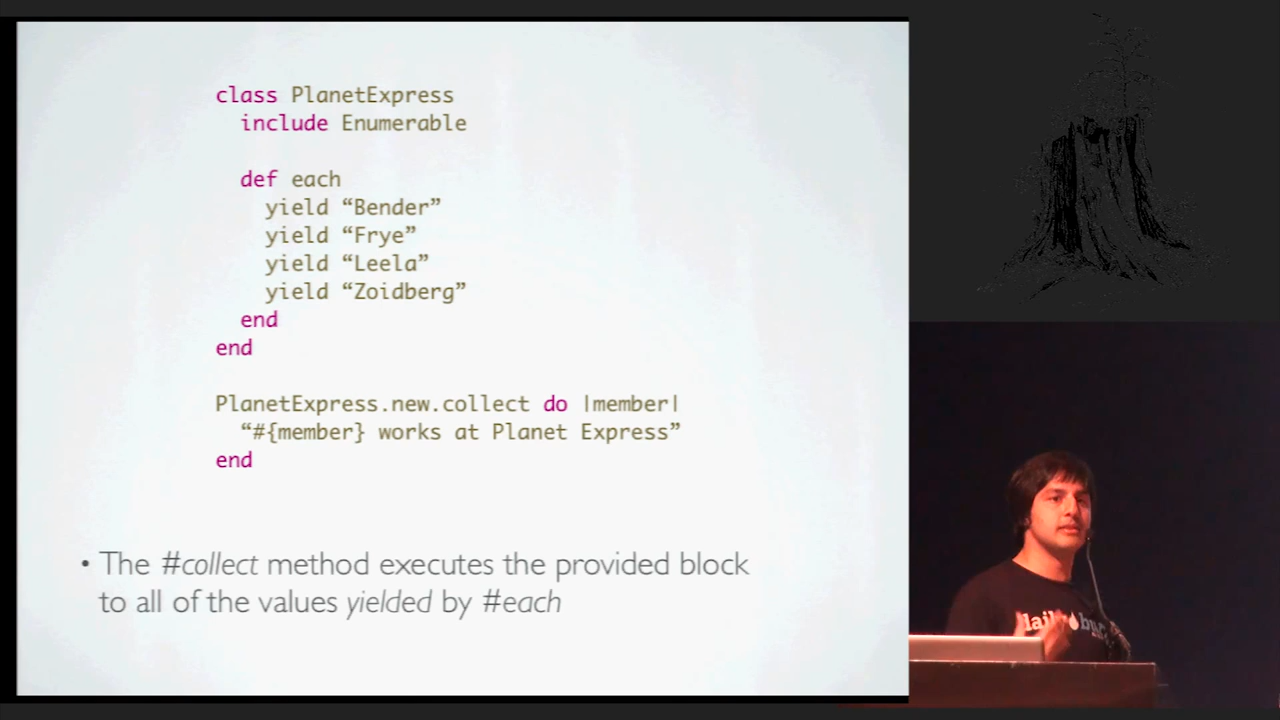 class PlanetExpress
include Enumerable
def each
yield “Bender”
yield “Frye”
yield “Leela”
yield “Zoidberg”
end
end
PlanetExpress.new.collect do |member|
“#{member} works at Planet Express”
end
• The #collect method executes the provided block
to all of the values yielded by #each